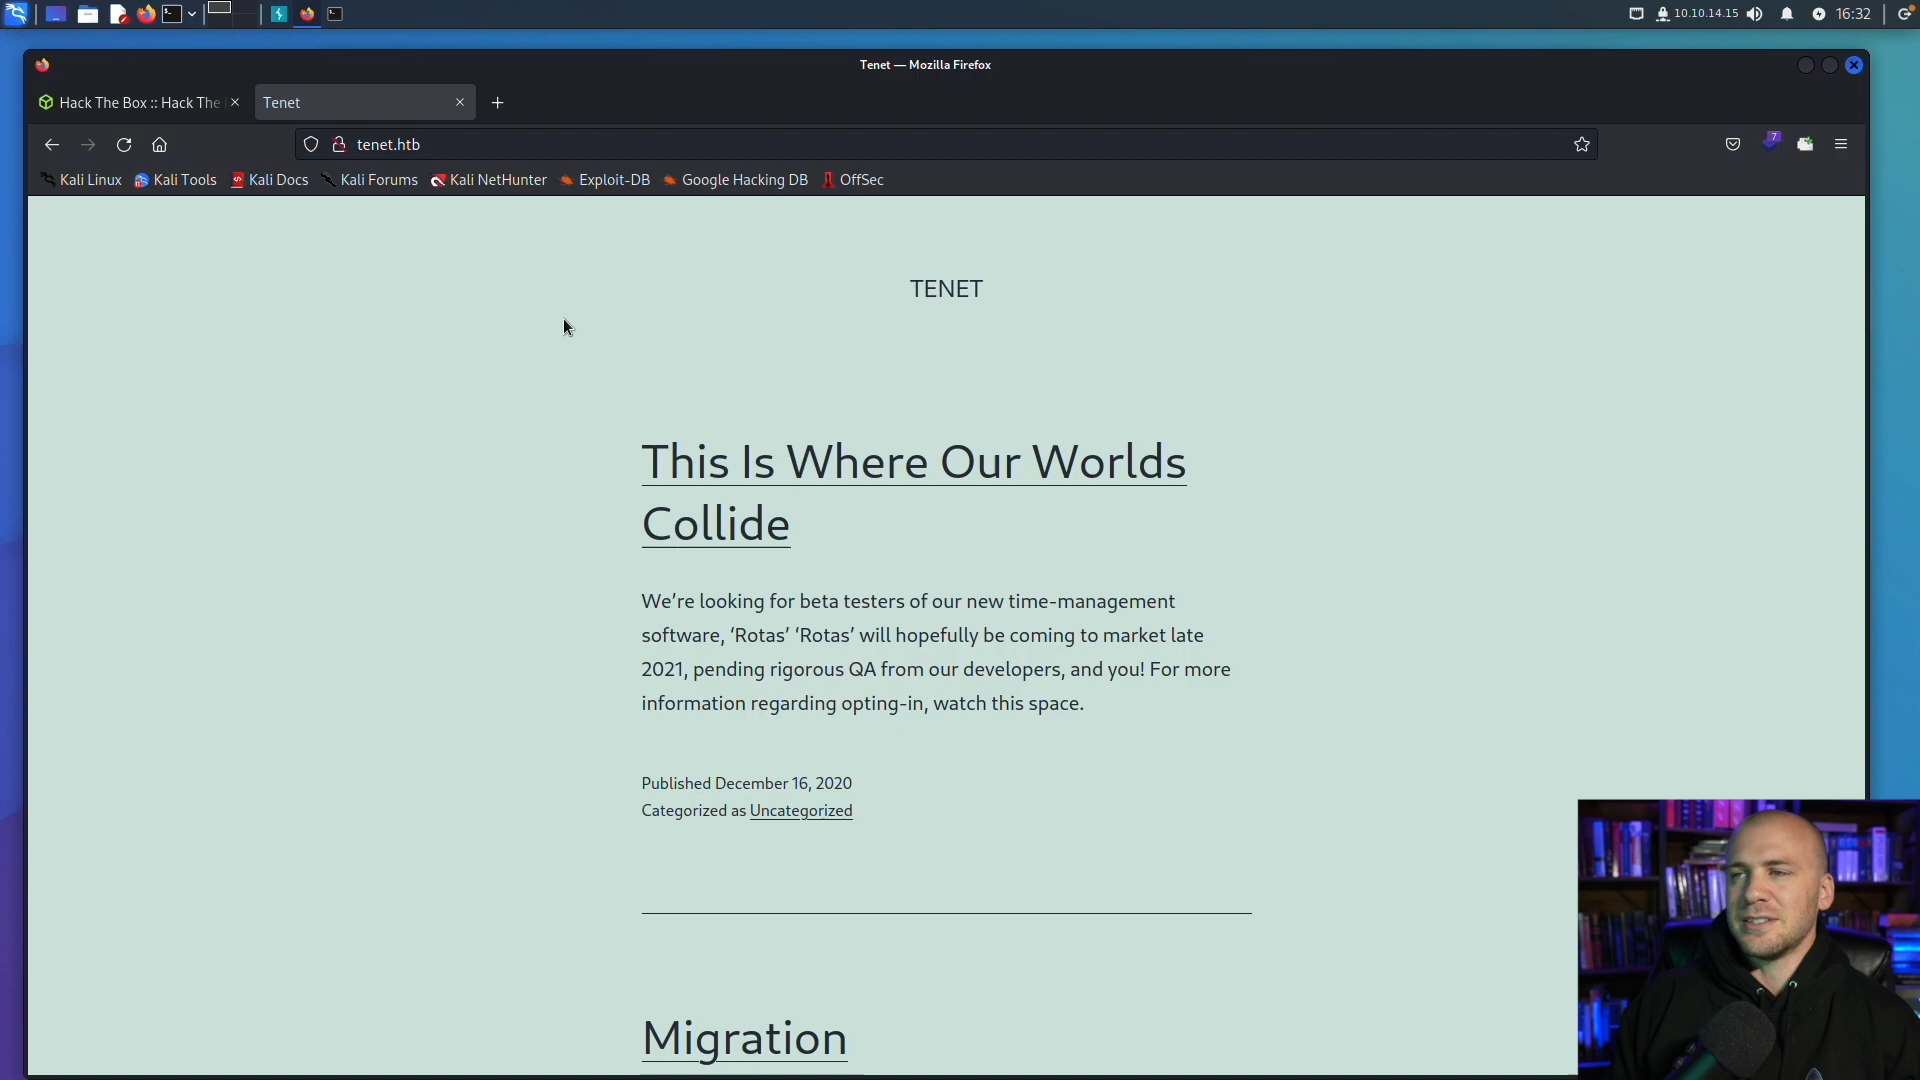 10.10.14.15
16:32
Tenet — Mozilla Firefox
Hack The Box :: Hack The
Tenet
7
tenet.htb
Kali Linux
Kali Tools
Kali Docs
Kali Forums
Kali NetHunter
Exploit-DB
Google Hacking DB
OffSec
TENET
This Is Where Our Worlds
Collide
We’re looking for beta testers of our new time-management
software, ‘Rotas’ ‘Rotas’ will hopefully be coming to market late
2021, pending rigorous QA from our developers, and you! For more
information regarding opting-in, watch this space.
Published December 16, 2020
Categorized as Uncategorized
Migration